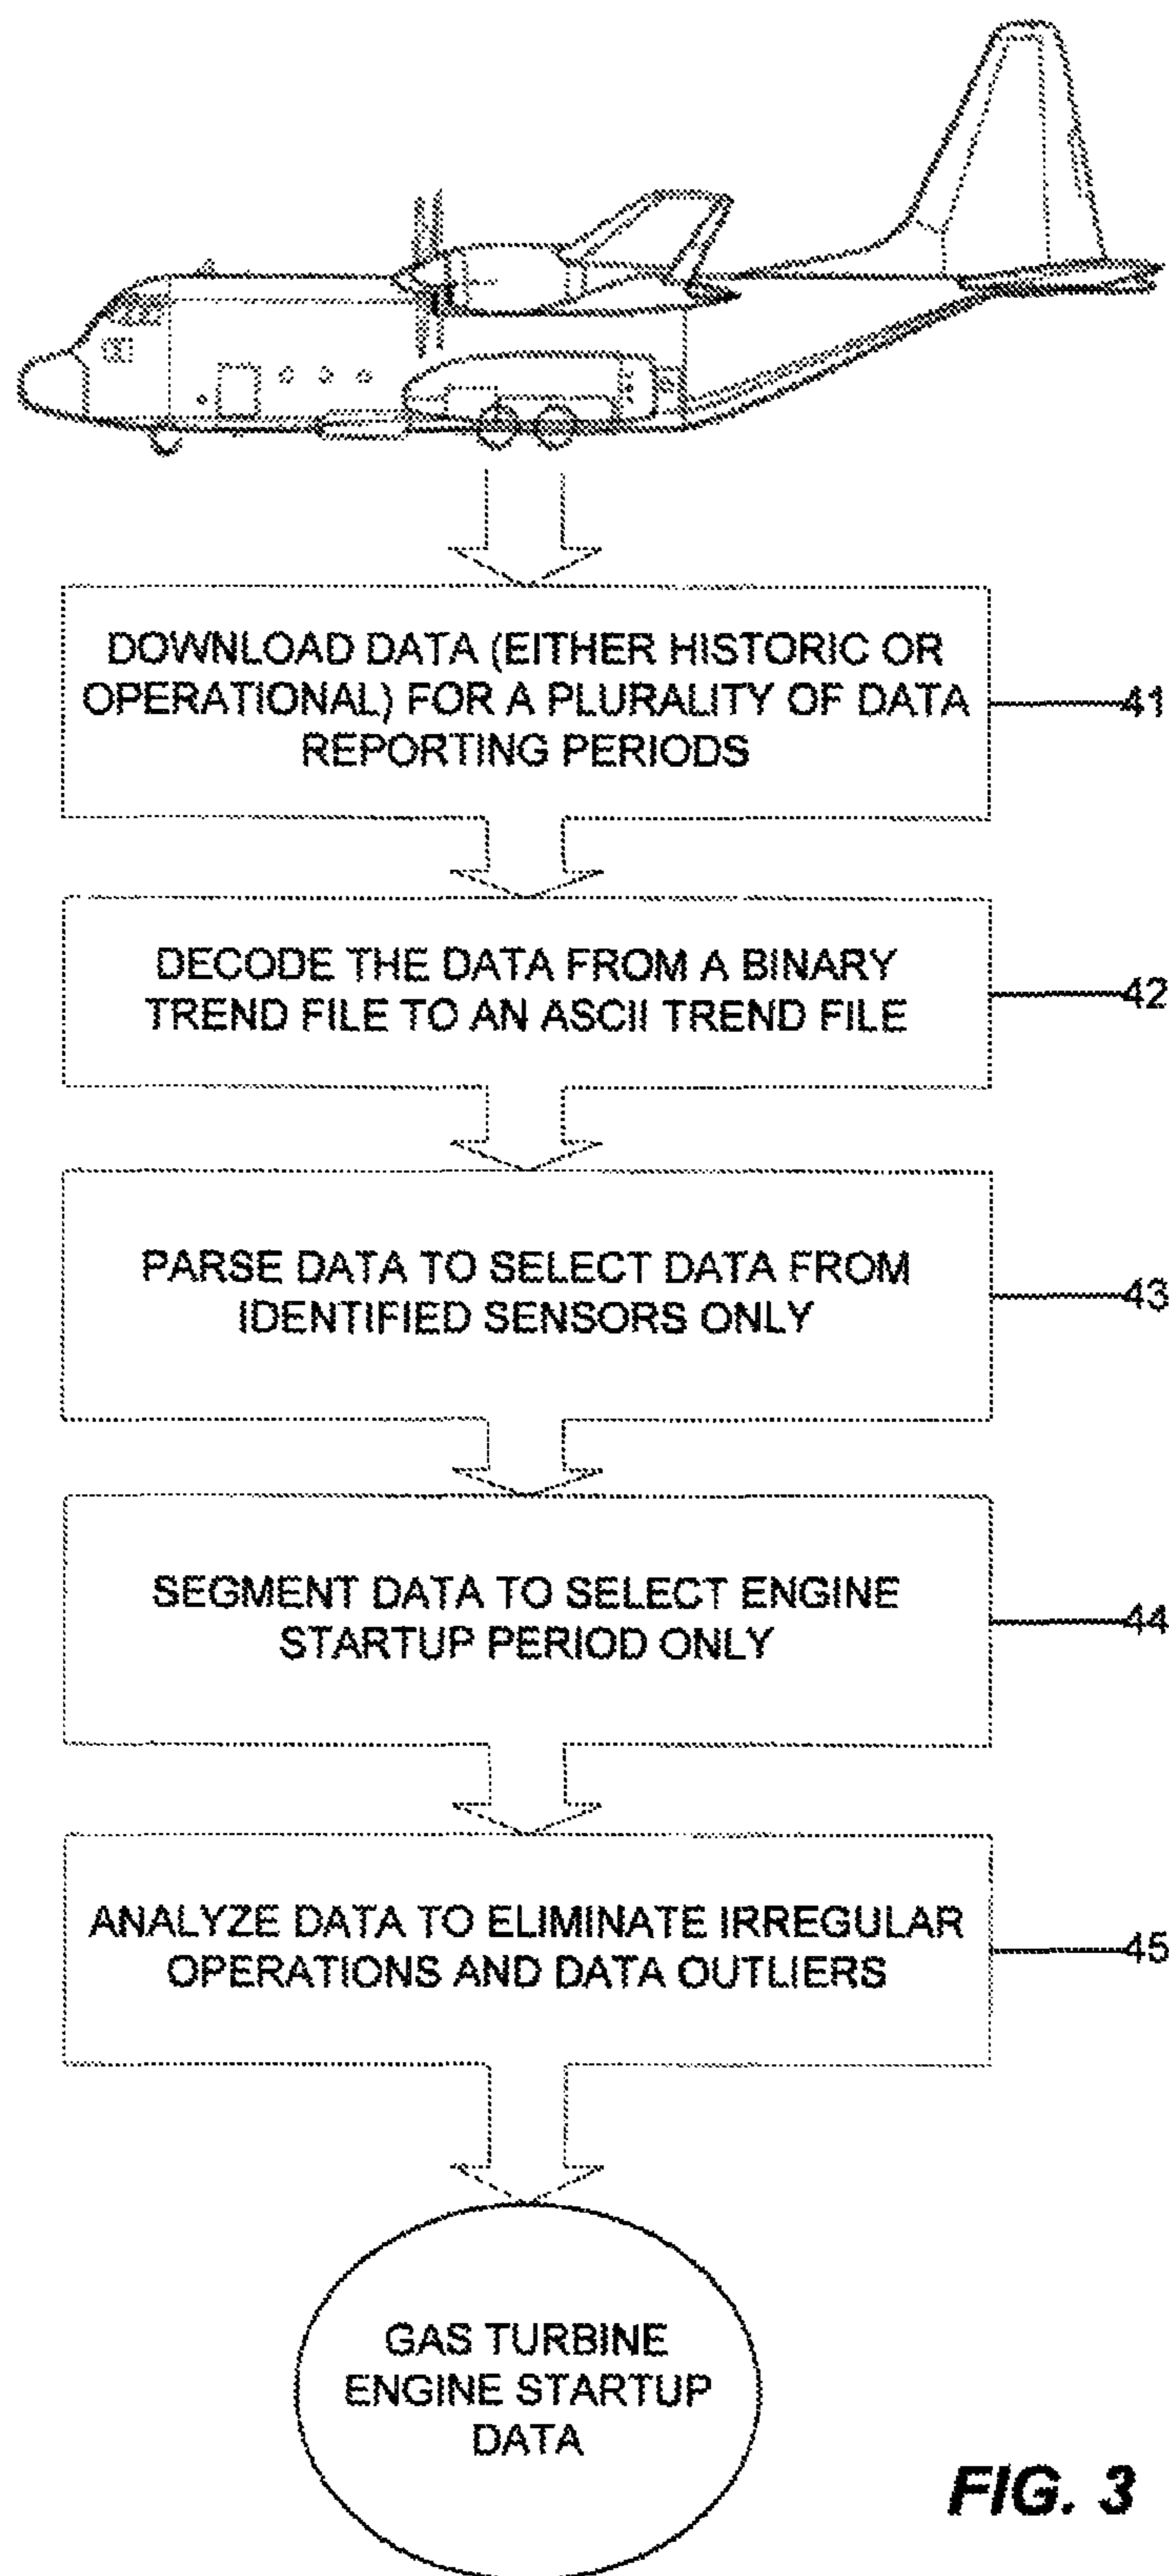 DOWNLOAD DATA (EITHER HISTORIC OR
OPERATIONAL) FOR A PLURALITY OF DATA
REPORTING PERIODS
41
DECODE THE DATA FROM A BINARY
TREND FILE TO AN ASCII TREND FILE
42
PARSE DATA TO SELECT DATA FROM
IDENTIFIED SENSORS ONLY
43
SEGMENT DATA TO SELECT ENGINE
STARTUP PERIOD ONLY
44
ANALYZE DATA TO ELIMINATE IRREGULAR
OPERATIONS AND DATA OUTLIERS
45
GAS TURBINE
ENGINE STARTUP
DATA
FIG. 3